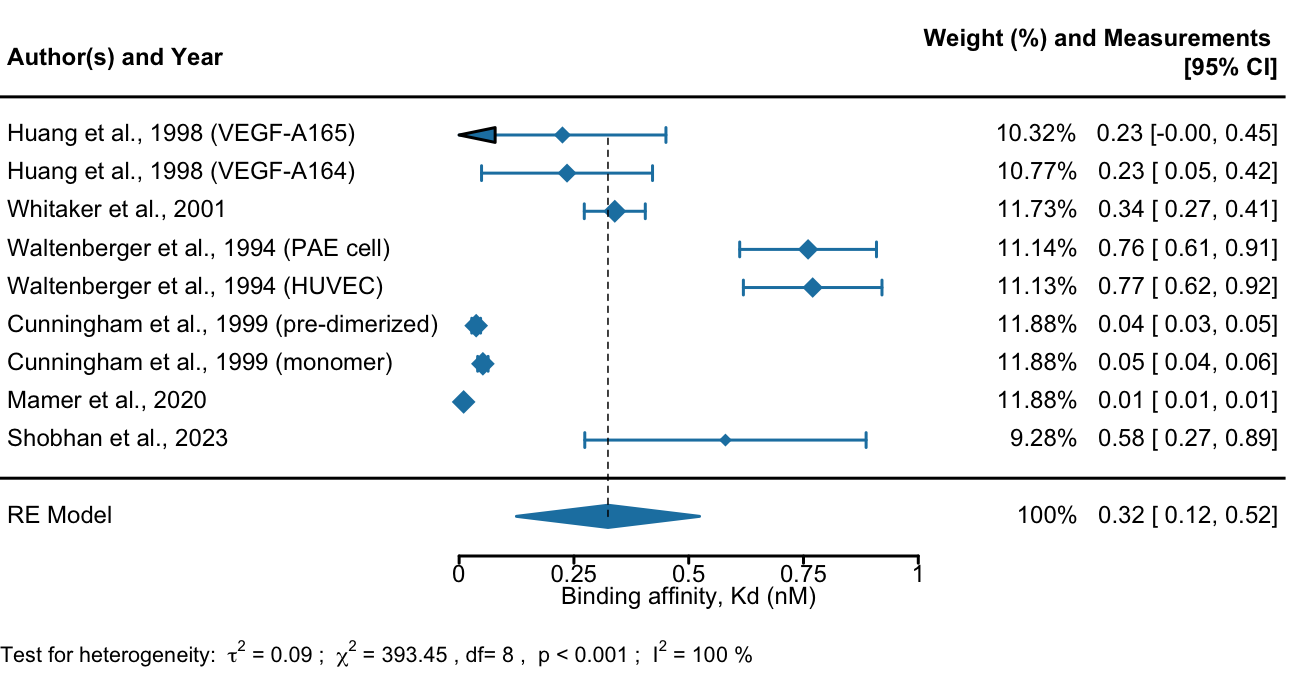 Author(s) and Year
Weight (%) and Measurements
[95% CI]
Huang et al., 1998 (VEGF-A165) 10.32% 0.23 [-0.00, 0.45]
Huang et al., 1998 (VEGF-A164) 10.77% 0.23 [ 0.05, 0.42]
Whitaker et al., 2001 11.73% 0.34 [ 0.27, 0.41]
Waltenberger et al., 1994 (PAE cell) 11.14% 0.76 [ 0.61, 0.91]
Waltenberger et al., 1994 (HUVEC) 11.13% 0.77 [ 0.62, 0.92]
Cunningham et al., 1999 (pre-dimerized) 11.88% 0.04 [ 0.03, 0.05]
Cunningham et al., 1999 (monomer) 11.88% 0.05 [ 0.04, 0.06]
Mamer et al., 2020 11.88% 0.01 [ 0.01, 0.01]
Shobhan et al., 2023 9.28% 0.58 [ 0.27, 0.89]
RE Model 100% 0.32 [ 0.12, 0.52]
0 0.25 0.5 0.75 1
Binding affinity, Kd (nM)
Test for heterogeneity: τ² = 0.09 ; χ² = 393.45 , df= 8 , p < 0.001 ; I² = 100 %